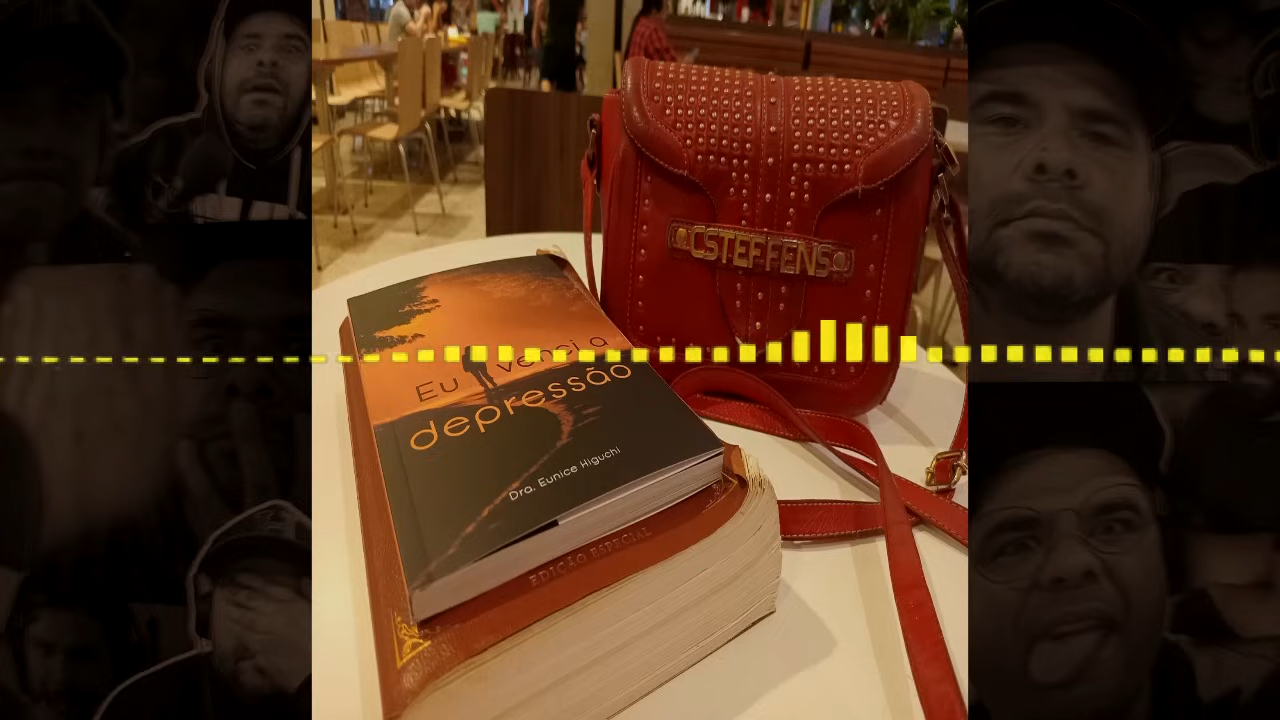 CSTEFFENS
Eu venci a
depressão
Dra. Eunice Higuchi
EDIÇÃO ESPECIAL